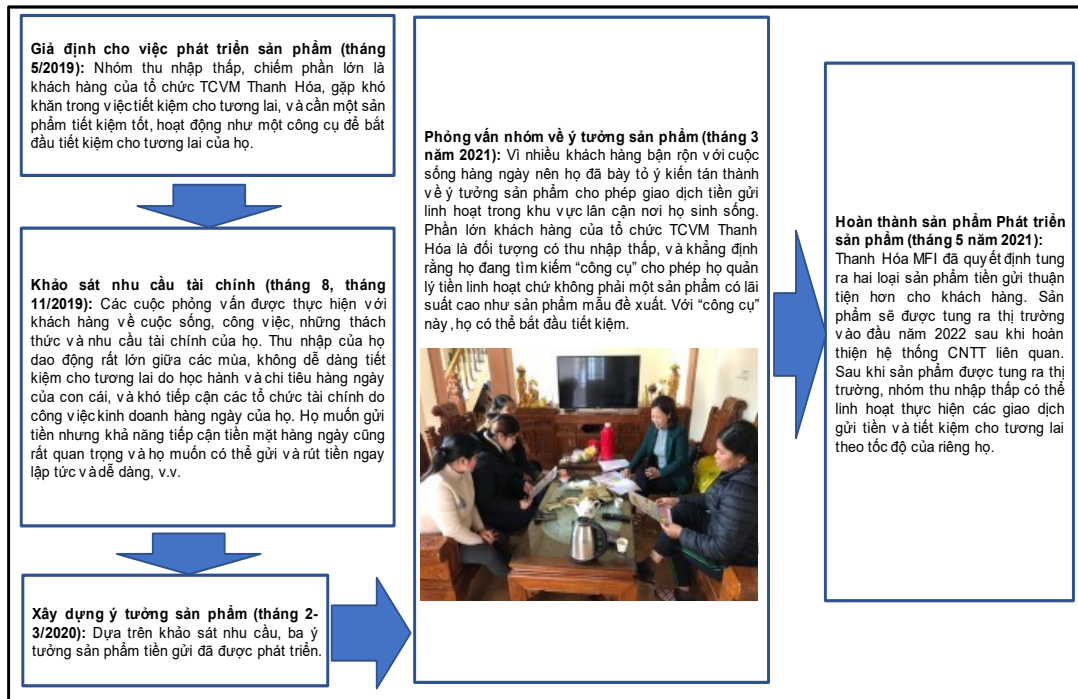 Giả định cho việc phát triển sản phẩm (tháng
5/2019): Nhóm thu nhập thấp, chiếm phần lớn là
khách hàng của tổ chức TCVM Thanh Hóa, gặp khó
khăn trong việc tiết kiệm cho tương lai, và cần một sản
phẩm tiết kiệm tốt, hoạt động như một công cụ để bắt
đầu tiết kiệm cho tương lai của họ.
Khảo sát nhu cầu tài chính (tháng 8, tháng
11/2019): Các cuộc phỏng vấn được thực hiện với
khách hàng về cuộc sống, công việc, những thách
thức và nhu cầu tài chính của họ. Thu nhập của họ
dao động rất lớn giữa các mùa, không dễ dàng tiết
kiệm cho tương lai do học hành và chi tiêu hàng ngày
của con cái, và khó tiếp cận các tổ chức tài chính do
công việc kinh doanh hàng ngày của họ. Họ muốn gửi
tiền nhưng khả năng tiếp cận tiền mặt hàng ngày cũng
rất quan trọng và họ muốn có thể gửi và rút tiền ngay
lập tức và dễ dàng, v.v.
Xây dựng ý tưởng sản phẩm (tháng 2-
3/2020): Dựa trên khảo sát nhu cầu, ba ý
tưởng sản phẩm tiền gửi đã được phát triển.
Phỏng vấn nhóm về ý tưởng sản phẩm (tháng 3
năm 2021): Vì nhiều khách hàng bận rộn với cuộc
sống hàng ngày nên họ đã bày tỏ ý kiến tán thành
về ý tưởng sản phẩm cho phép giao dịch tiền gửi
linh hoạt trong khu vực lân cận nơi họ sinh sống.
Phần lớn khách hàng của tổ chức TCVM Thanh
Hóa là đối tượng có thu nhập thấp, và khẳng định
rằng họ đang tìm kiếm “công cụ” cho phép họ quản
lý tiền linh hoạt chứ không phải một sản phẩm có lãi
suất cao như sản phẩm mẫu đề xuất. Với “công cụ”
này, họ có thể bắt đầu tiết kiệm.
Hoàn thành sản phẩm Phát triển
sản phẩm (tháng 5 năm 2021):
Thanh Hóa MFI đã quyết định tung
ra hai loại sản phẩm tiền gửi thuận
tiện hơn cho khách hàng. Sản
phẩm sẽ được tung ra thị trường
vào đầu năm 2022 sau khi hoàn
thiện hệ thống CNTT liên quan.
Sau khi sản phẩm được tung ra thị
trường, nhóm thu nhập thấp có thể
linh hoạt thực hiện các giao dịch
gửi tiền và tiết kiệm cho tương lai
theo tốc độ của riêng họ.